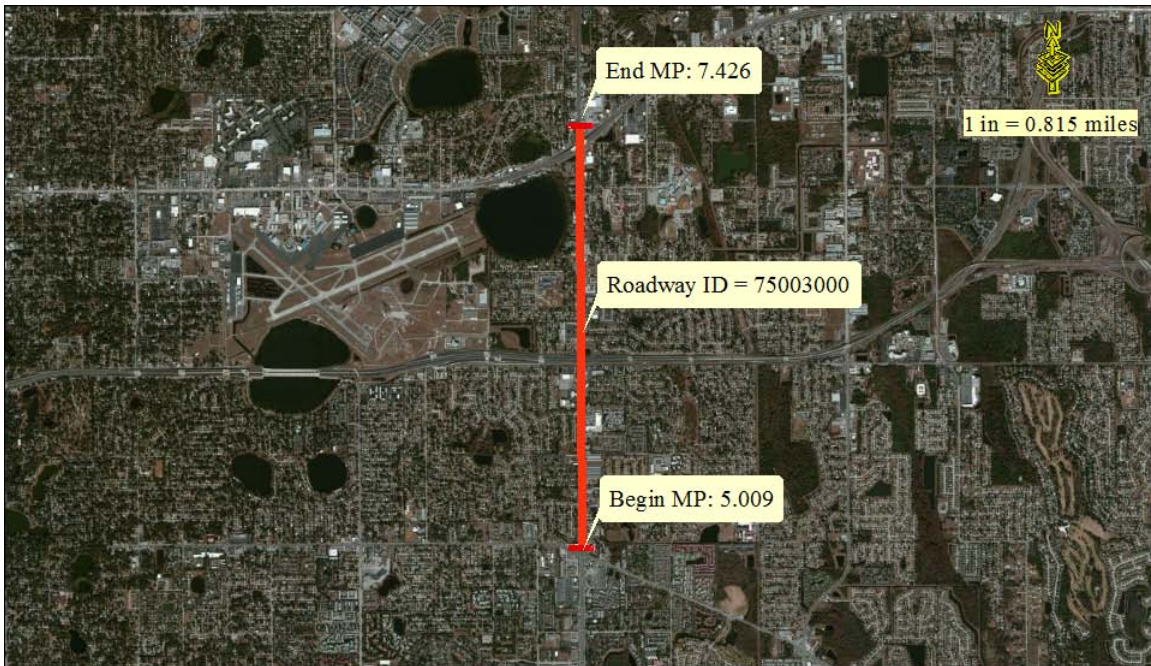 N
End MP: 7.426
1 in = 0.815 miles
Roadway ID = 75003000
Begin MP: 5.009